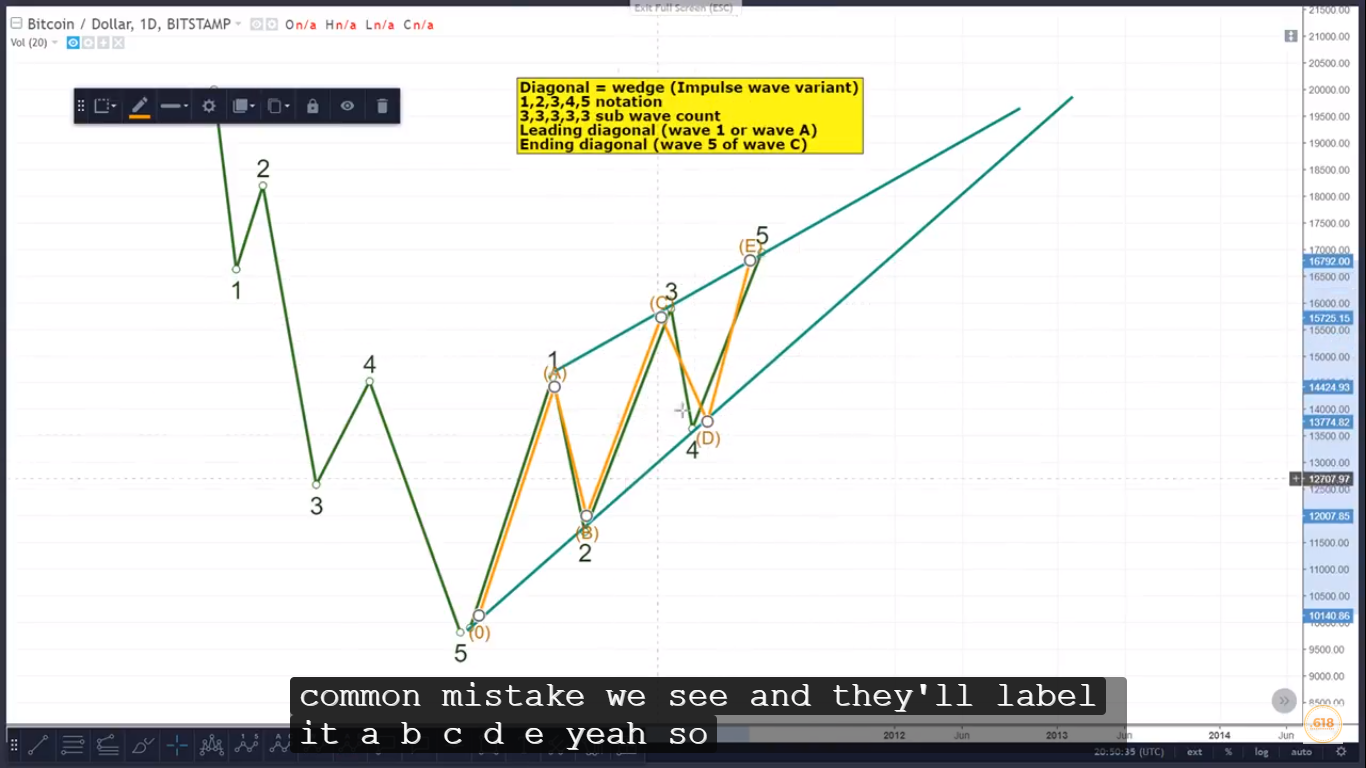 Exit Full Screen (ESC)
Bitcoin / Dollar, 1D, BITSTAMP On/a Hn/a Ln/a Cn/a
Vol (20)
Diagonal = wedge (Impulse wave variant)
1,2,3,4,5 notation
3,3,3,3,3 sub wave count
Leading diagonal (wave 1 or wave A)
Ending diagonal (wave 5 of wave C)
2
1
4
3
5
(0)
1
(A)
(B)
2
3
(C)
4
(D)
(E)
5
21500.00
21000.00
20500.00
20000.00
19500.00
19000.00
18500.00
18000.00
17500.00
17000.00
16792.00
16500.00
16000.00
15725.15
15500.00
15000.00
14424.93
14000.00
13774.82
13500.00
13000.00
12707.97
12500.00
12007.85
11500.00
11000.00
10500.00
10140.86
9500.00
9000.00
common mistake we see and they'll label
it a b c d e yeah so
618
2012 Jun 2013 Jun 2014 Jun
20:50:35 (UTC) ext % log auto